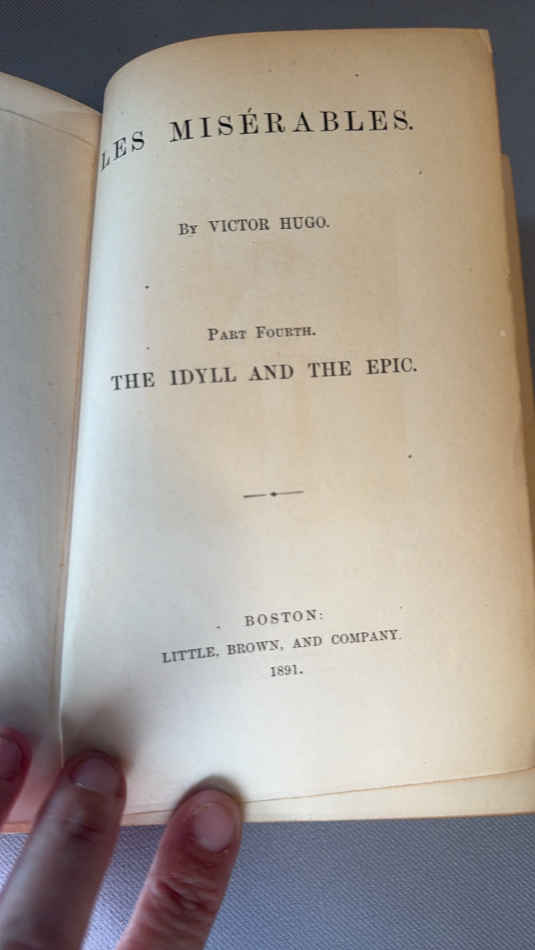 LES MISÉRABLES.
By VICTOR HUGO.
Part Fourth.
THE IDYLL AND THE EPIC.
BOSTON:
LITTLE, BROWN, AND COMPANY.
1891.